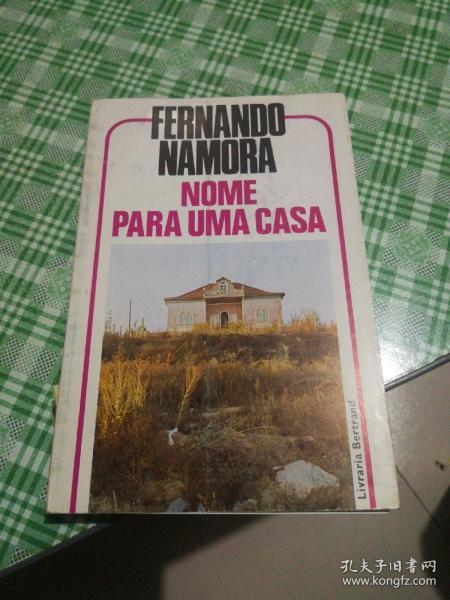 FERNANDO
NAMORA
NOME
PARA UMA CASA
Livraria Bertrand
孔夫子旧书网
www.kongfz.com